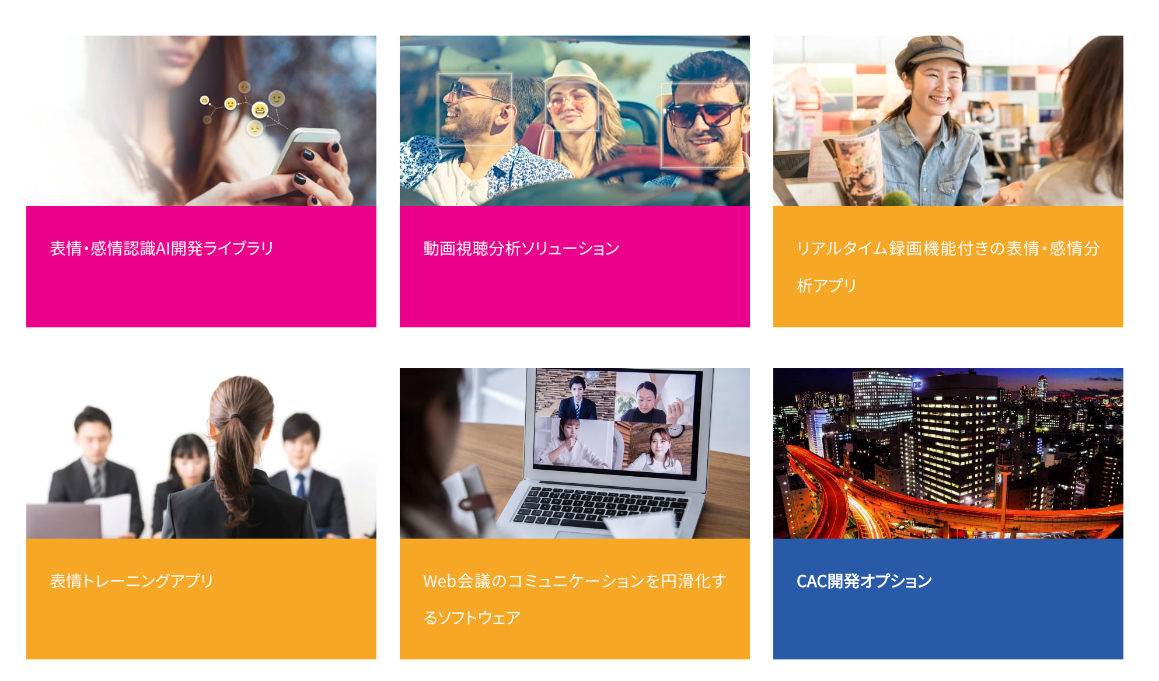 表情・感情認識AI開発ライブラリ
動画視聴分析ソリューション
リアルタイム録画機能付きの表情・感情分
析アプリ
表情トレーニングアプリ
Web会議のコミュニケーションを円滑化す
るソフトウェア
CAC開発オプション